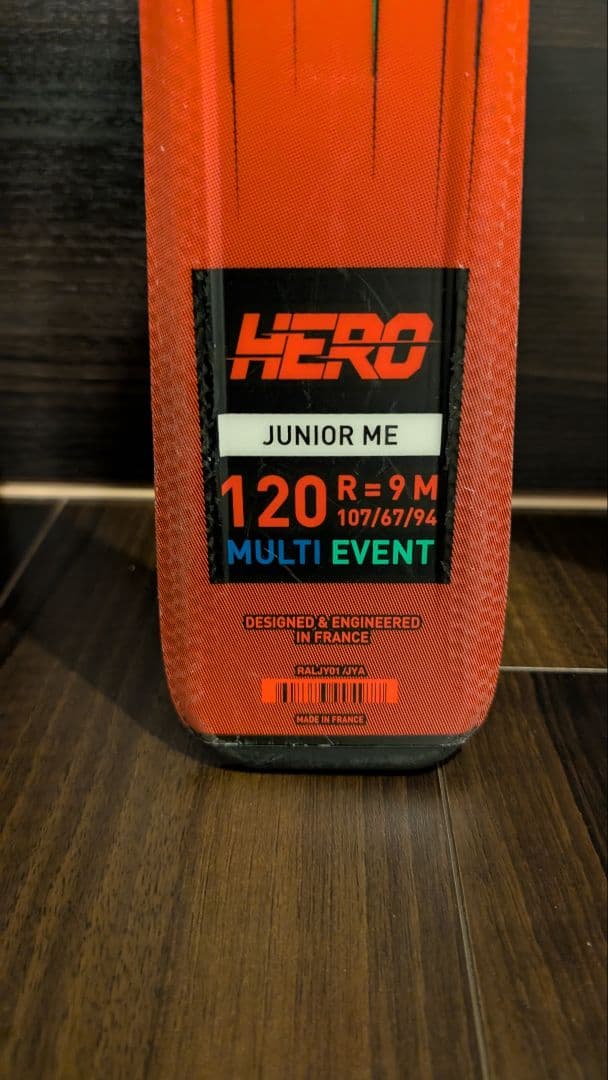 HERO
JUNIOR ME
120 R = 9 M
107/67/94
MULTI EVENT
DESIGNED & ENGINEERED
IN FRANCE
RALJY01 /JYA
MADE IN FRANCE